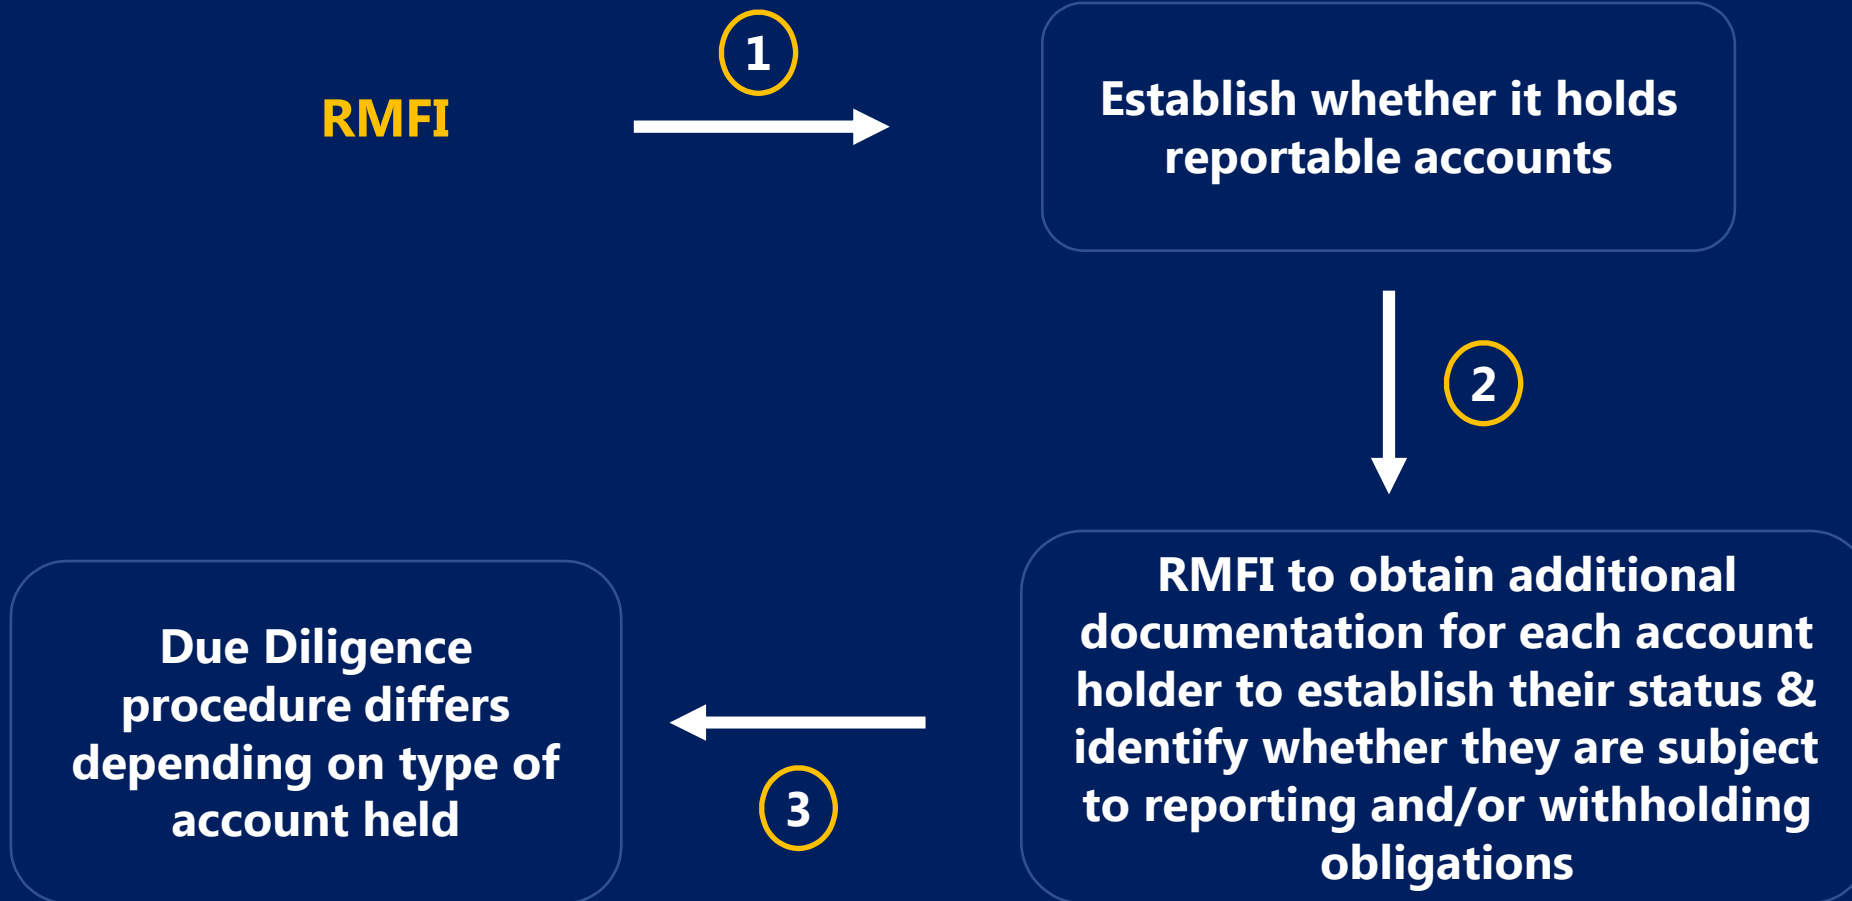 RMFI
1
Establish whether it holds
reportable accounts
2
RMFI to obtain additional
documentation for each account
holder to establish their status &
identify whether they are subject
to reporting and/or withholding
obligations
3
Due Diligence
procedure differs
depending on type of
account held